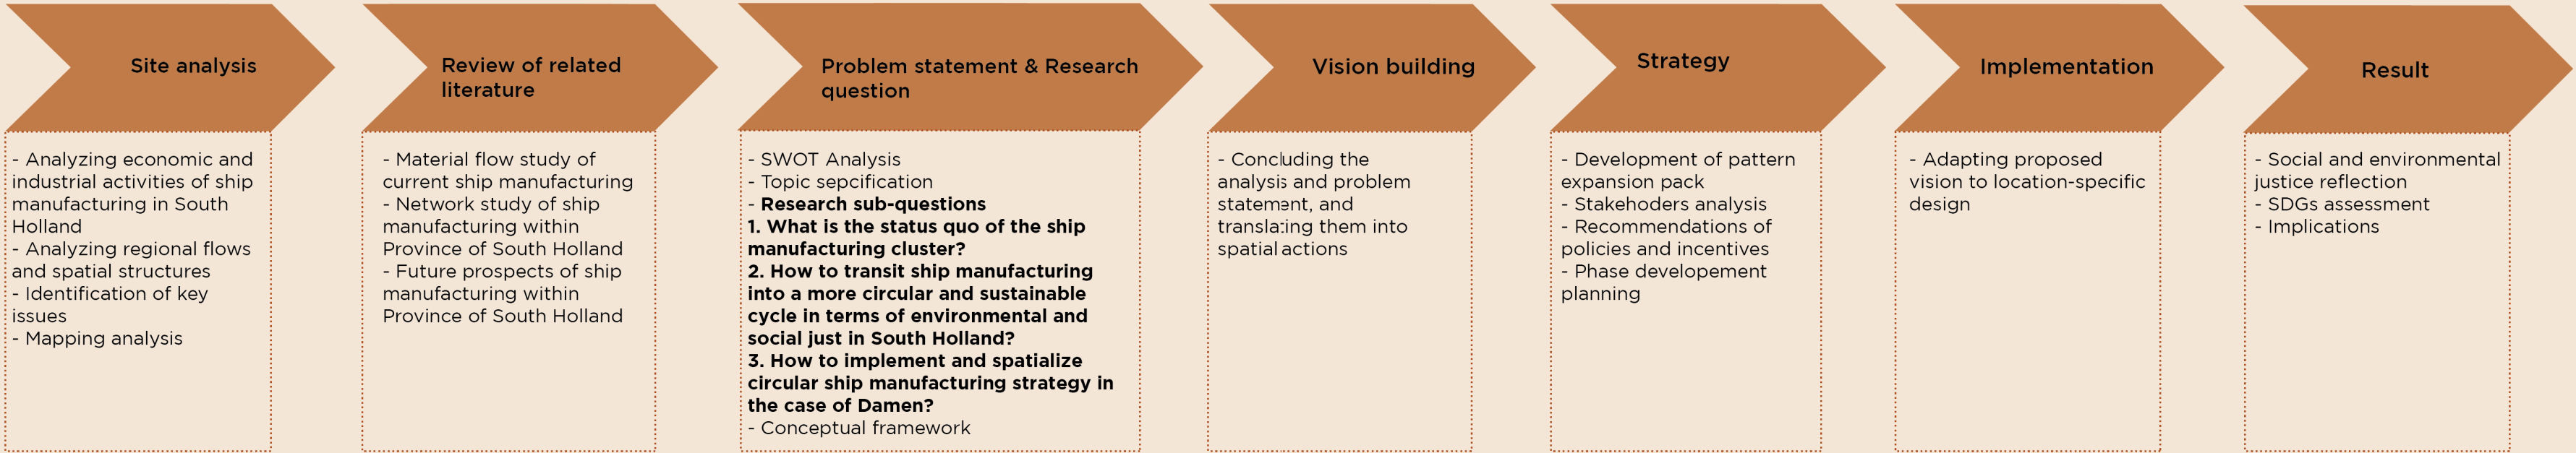 Site analysis
- Analyzing economic and
industrial activities of ship
manufacturing in South
Holland
- Analyzing regional flows
and spatial structures
- Identification of key
issues
- Mapping analysis
Review of related
literature
- Material flow study of
current ship manufacturing
- Network study of ship
manufacturing within
Province of South Holland
- Future prospects of ship
manufacturing within
Province of South Holland
Problem statement & Research
question
- SWOT Analysis
- Topic sepcification
- Research sub-questions
1. What is the status quo of the ship
manufacturing cluster?
2. How to transit ship manufacturing
into a more circular and sustainable
cycle in terms of environmental and
social just in South Holland?
3. How to implement and spatialize
circular ship manufacturing strategy in
the case of Damen?
- Conceptual framework
Vision building
- Concluding the
analysis and problem
statement, and
translating them into
spatial actions
Strategy
- Development of pattern
expansion pack
- Stakehoders analysis
- Recommendations of
policies and incentives
- Phase developement
planning
Implementation
- Adapting proposed
vision to location-specific
design
Result
- Social and environmental
justice reflection
- SDGs assessment
- Implications